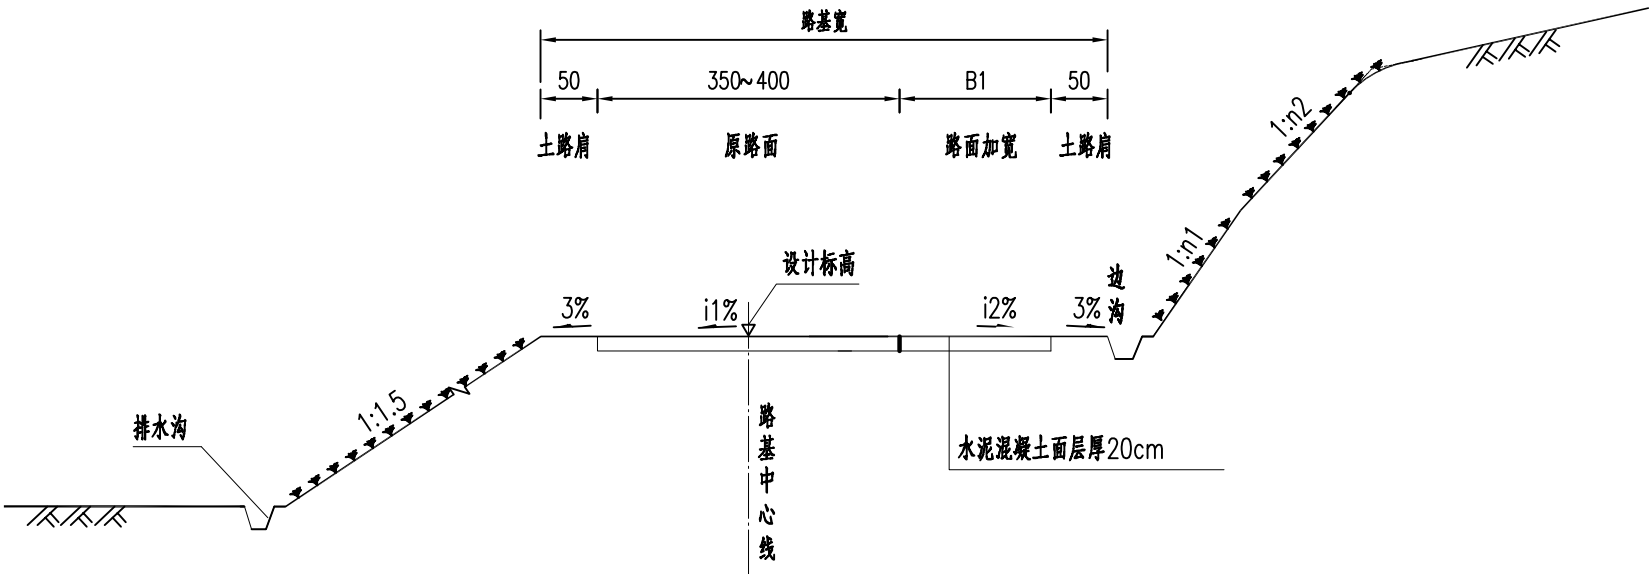 路基宽
50
350~400
B1
50
土路肩
原路面
路面加宽
土路肩
1:n2
1:n1
设计标高
边沟
3%
i1%
i2%
3%
1:1.5
排水沟
路基中心线
水泥混凝土面层厚20cm